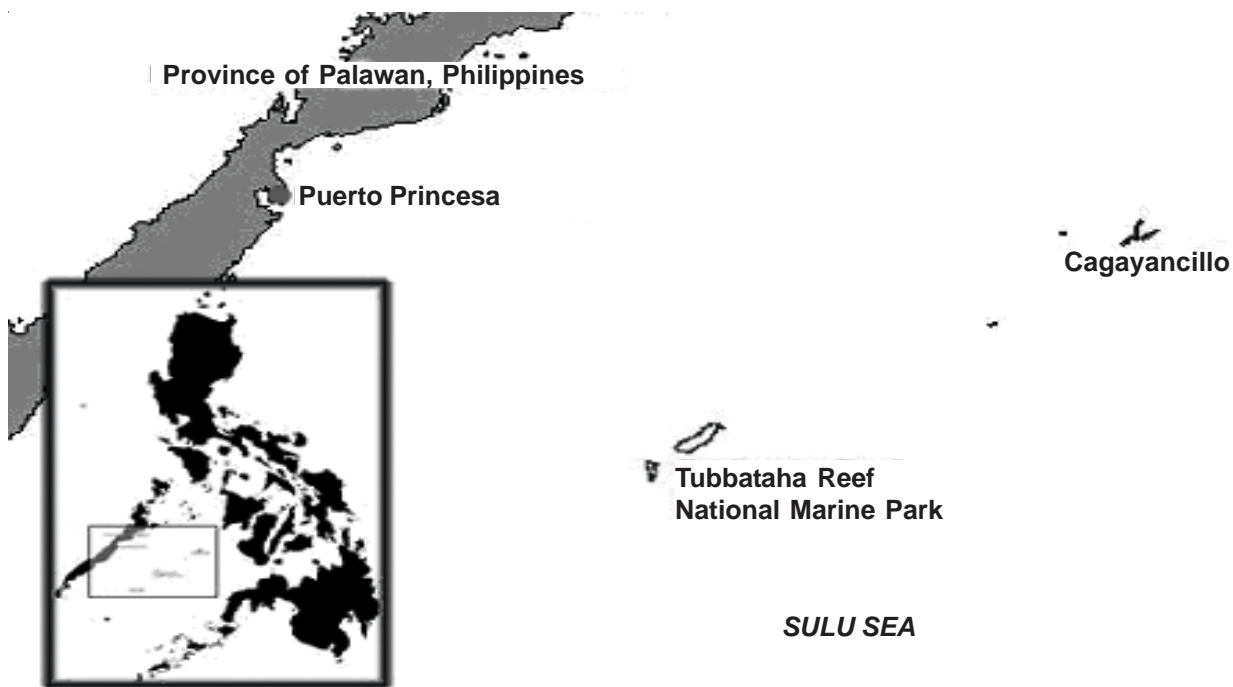 Province of Palawan, Philippines
Puerto Princesa
Cagayancillo
Tubbataha Reef
National Marine Park
SULU SEA